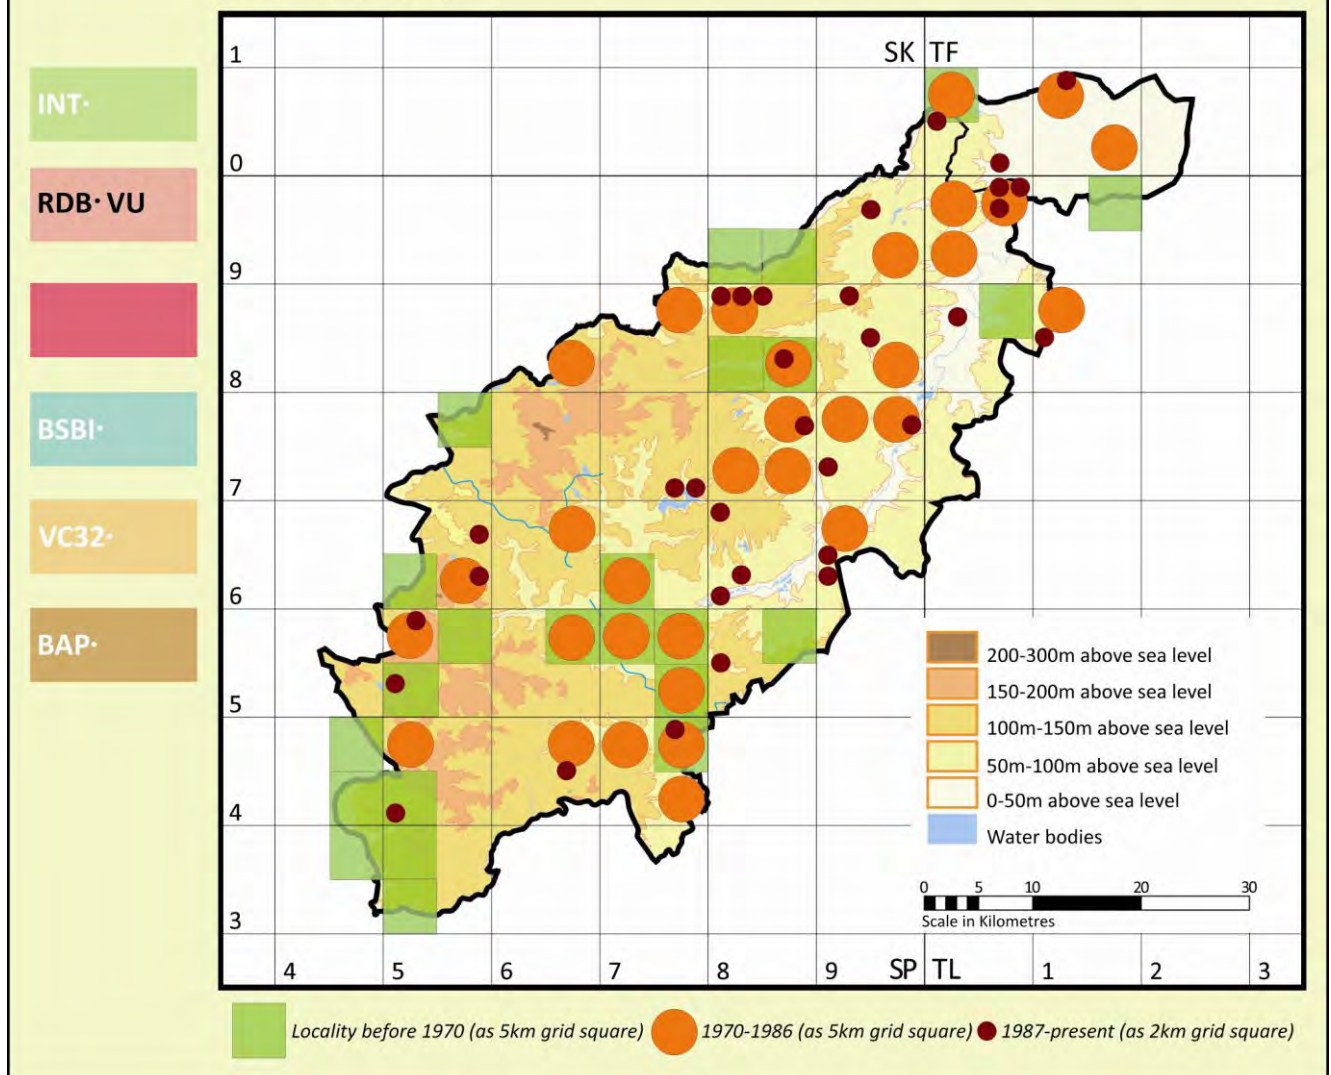 INT·
RDB· VU
BSBI·
VC32·
BAP·
SK TF
1
0
9
8
7
6
5
4
3
200-300m above sea level
150-200m above sea level
100m-150m above sea level
50m-100m above sea level
0-50m above sea level
Water bodies
0 5 10 20 30
Scale in Kilometres
4 5 6 7 8 9 SP TL 1 2 3
Locality before 1970 (as 5km grid square) 1970-1986 (as 5km grid square) 1987-present (as 2km grid square)